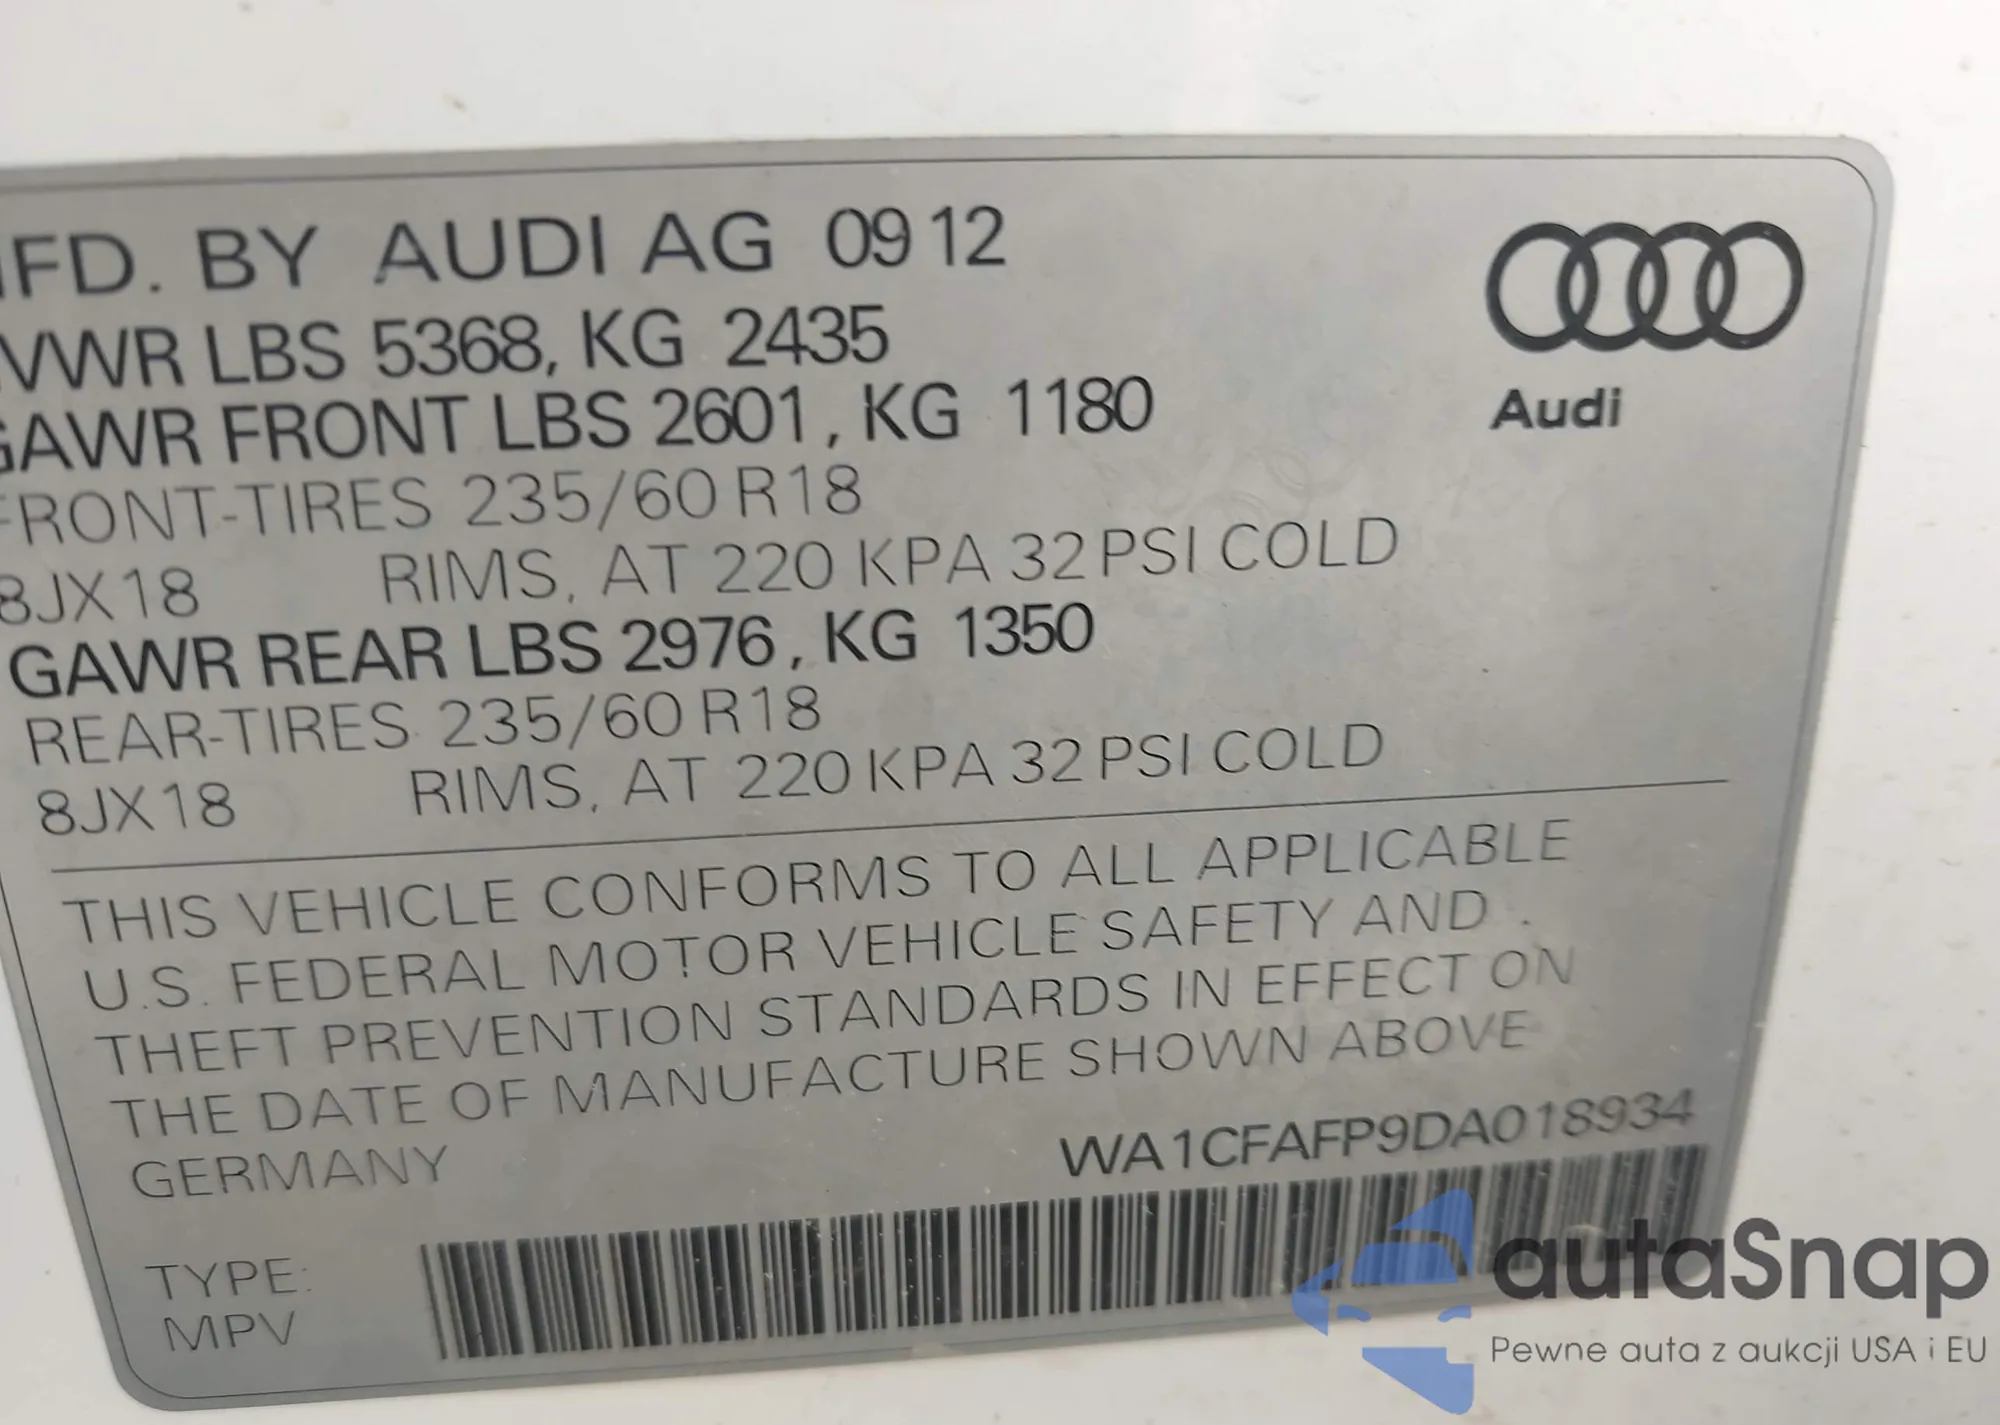 MFD. BY AUDI AG 09 12
GVWR LBS 5368, KG 2435
GAWR FRONT LBS 2601, KG 1180
FRONT-TIRES 235/60 R18
8JX18 RIMS, AT 220 KPA 32 PSI COLD
GAWR REAR LBS 2976, KG 1350
REAR-TIRES 235/60 R18
8JX18 RIMS, AT 220 KPA 32 PSI COLD
Audi
THIS VEHICLE CONFORMS TO ALL APPLICABLE
U.S. FEDERAL MOTOR VEHICLE SAFETY AND
THEFT PREVENTION STANDARDS IN EFFECT ON
THE DATE OF MANUFACTURE SHOWN ABOVE
GERMANY
WA1CFAFP9DA018934
TYPE:
MPV
autaSnap
Pewne auta z aukcji USA i EU